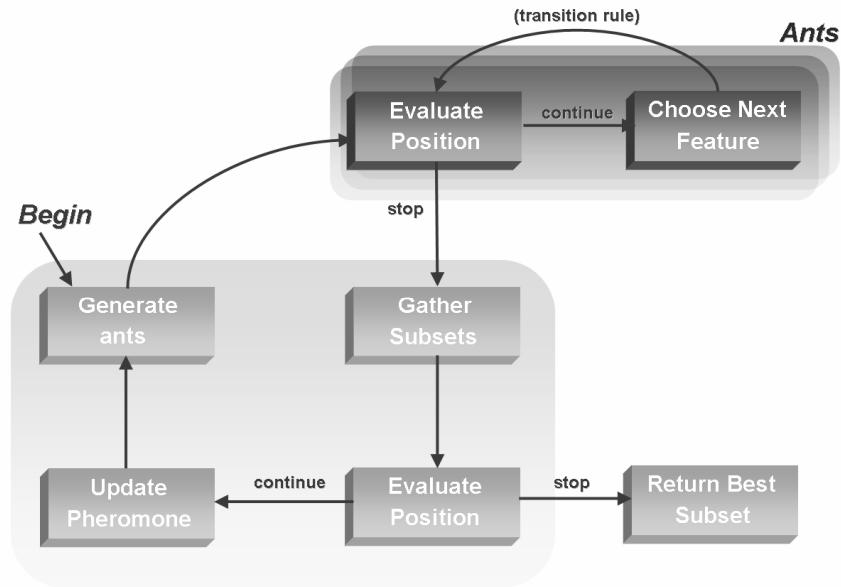 (transition rule)
Ants
Evaluate
Position
continue
Choose Next
Feature
stop
Begin
Generate
ants
Gather
Subsets
Update
Pheromone
continue
Evaluate
Position
stop
Return Best
Subset